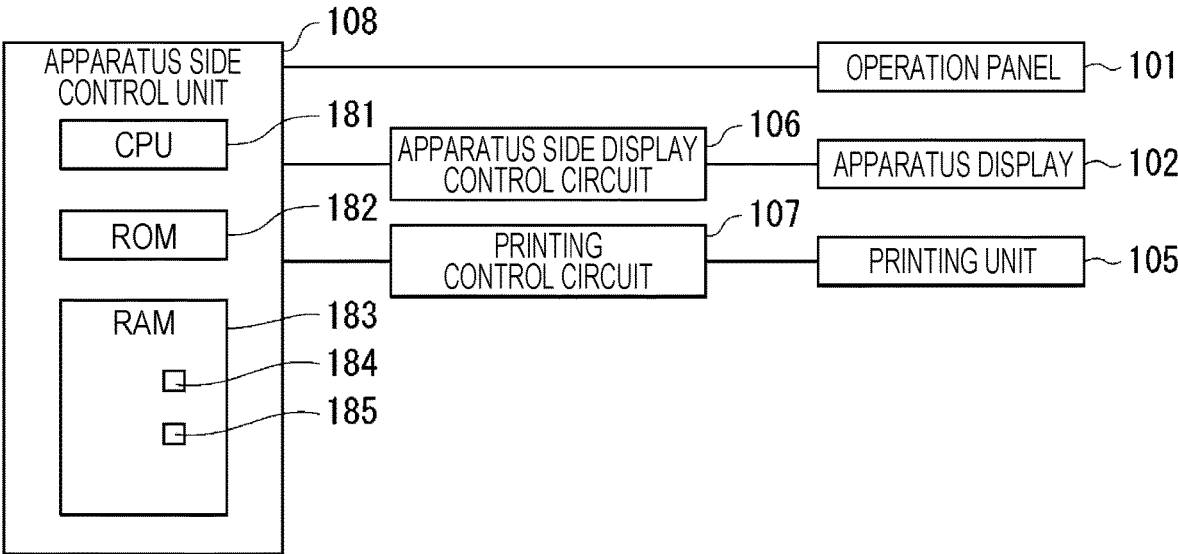 108
APPARATUS SIDE
CONTROL UNIT
OPERATION PANEL
101
CPU
181
106
APPARATUS SIDE DISPLAY
CONTROL CIRCUIT
APPARATUS DISPLAY
102
ROM
182
107
PRINTING
CONTROL CIRCUIT
PRINTING UNIT
105
RAM
183
184
185